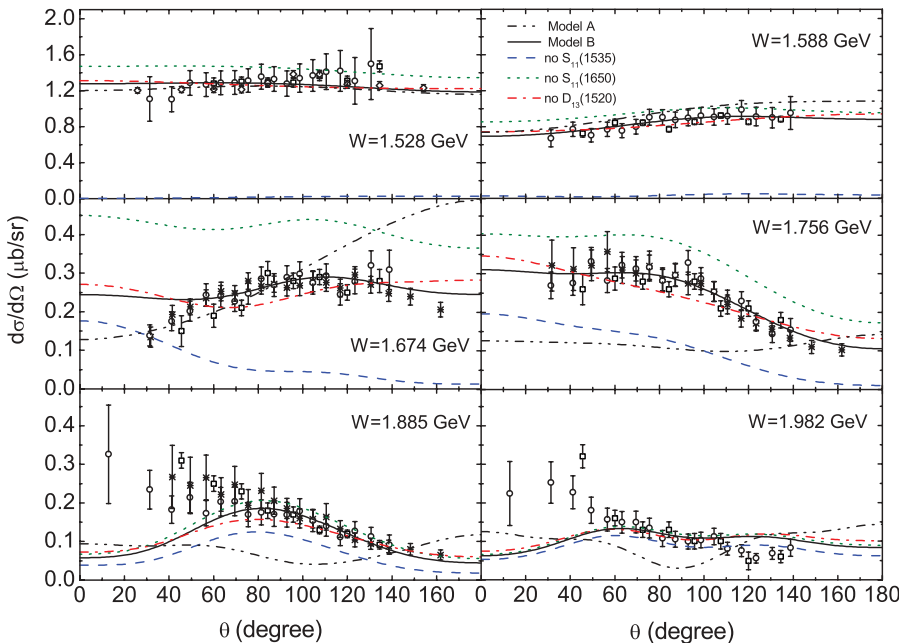 2.0
1.6
1.2
0.8
0.4
0.0
W=1.528 GeV
Model A
Model B
no S11(1535)
no S11(1650)
no D13(1520)
W=1.588 GeV
dσ/dΩ (μb/sr)
0.4
0.3
0.2
0.1
0.0
W=1.674 GeV
W=1.756 GeV
0.4
0.3
0.2
0.1
0.0
W=1.885 GeV
W=1.982 GeV
0 20 40 60 80 100 120 140 160
0 20 40 60 80 100 120 140 160 180
θ (degree)
θ (degree)